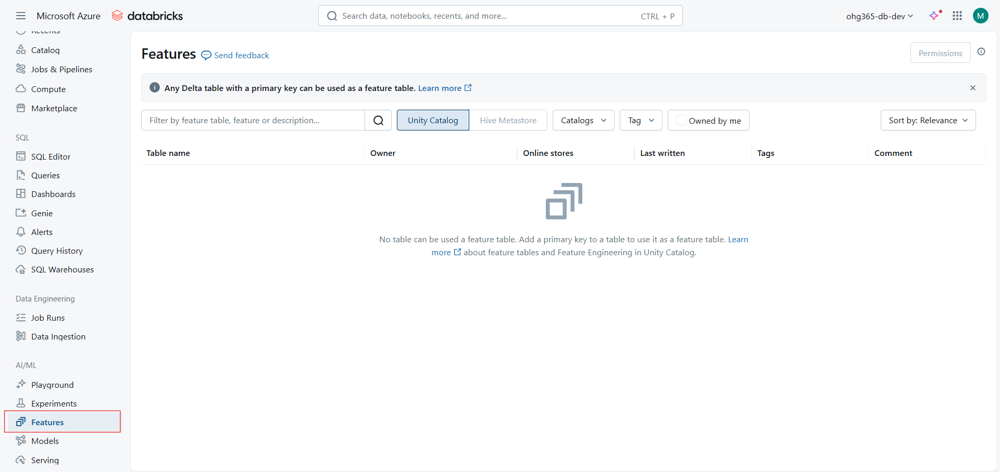 Microsoft Azure databricks
Search data, notebooks, recents, and more... CTRL + P
ohg365-db-dev
M
Recents
Catalog
Jobs & Pipelines
Compute
Marketplace
SQL
SQL Editor
Queries
Dashboards
Genie
Alerts
Query History
SQL Warehouses
Data Engineering
Job Runs
Data Ingestion
AI/ML
Playground
Experiments
Features
Models
Serving
Features Send feedback
Permissions
Any Delta table with a primary key can be used as a feature table. Learn more
Filter by feature table, feature or description...
Unity Catalog Hive Metastore Catalogs Tag Owned by me Sort by: Relevance
Table name Owner Online stores Last written Tags Comment
No table can be used a feature table. Add a primary key to a table to use it as a feature table. Learn
more about feature tables and Feature Engineering in Unity Catalog.